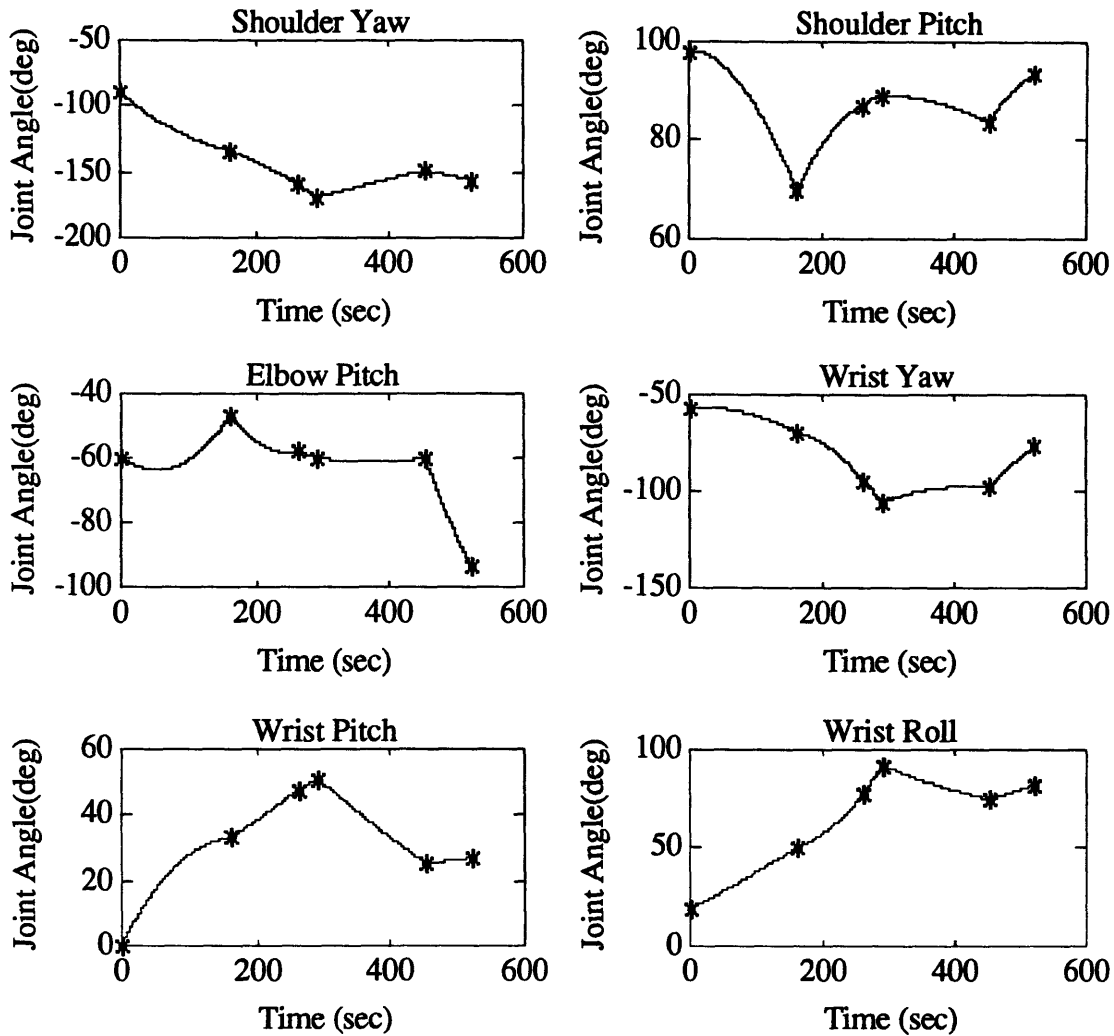 Shoulder Yaw
Joint Angle(deg)
-50
-100
-150
-200
0 200 400 600
Time (sec)
Shoulder Pitch
Joint Angle(deg)
100
80
60
0 200 400 600
Time (sec)
Elbow Pitch
Joint Angle(deg)
-40
-60
-80
-100
0 200 400 600
Time (sec)
Wrist Yaw
Joint Angle(deg)
-50
-100
-150
0 200 400 600
Time (sec)
Wrist Pitch
Joint Angle(deg)
60
40
20
0
0 200 400 600
Time (sec)
Wrist Roll
Joint Angle(deg)
100
50
0
0 200 400 600
Time (sec)